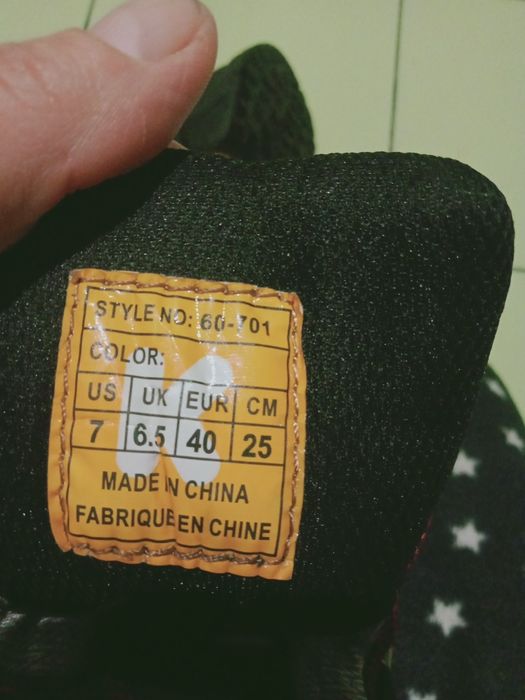 STYLE NO: 60-701
COLOR:
US UK EUR CM
7 6.5 40 25
MADE IN CHINA
FABRIQUE EN CHINE